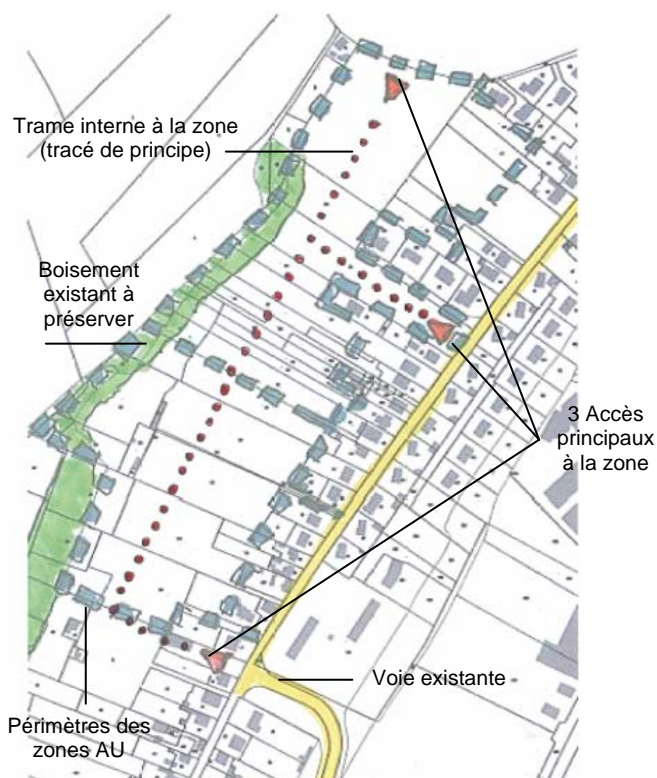 Trame interne à la zone
(tracé de principe)
Boisement
existant à
préserver
3 Accès
principaux
à la zone
Voie existante
Périmètres des
zones AU